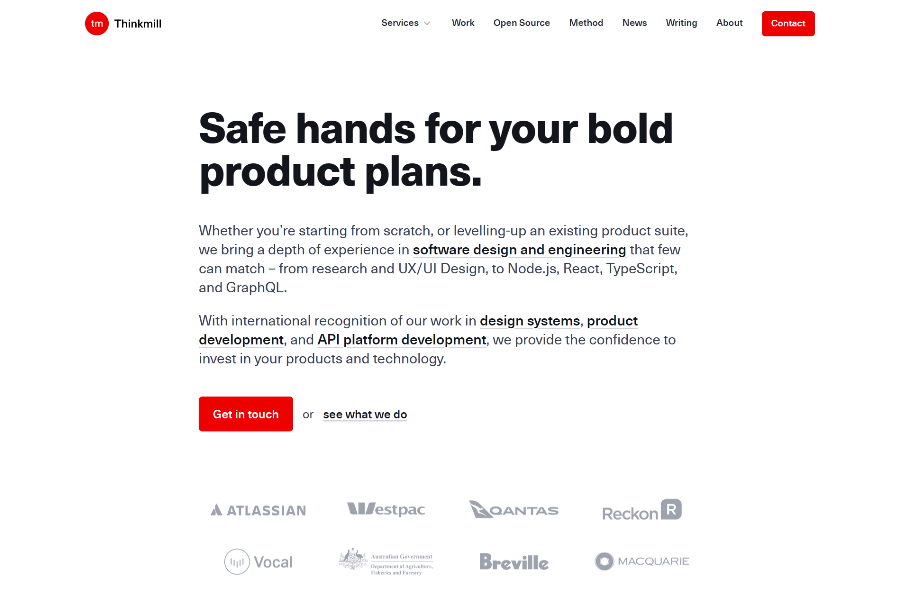 tm Thinkmill Services Work Open Source Method News Writing About Contact
Safe hands for your bold
product plans.
Whether you’re starting from scratch, or levelling-up an existing product suite,
we bring a depth of experience in software design and engineering that few
can match – from research and UX/UI Design, to Node.js, React, TypeScript,
and GraphQL.
With international recognition of our work in design systems, product
development, and API platform development, we provide the confidence to
invest in your products and technology.
Get in touch or see what we do
ATLASSIAN Westpac QANTAS Reckon R
Vocal Australian Government Breville MACQUARIE
Department of Agriculture,
Fisheries and Forestry